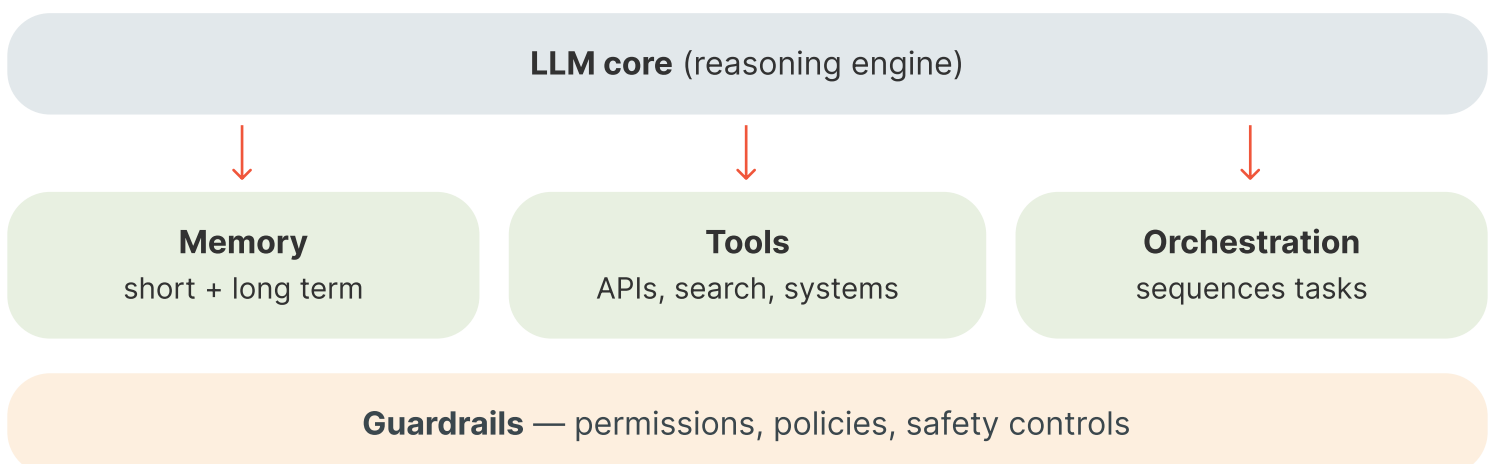 LLM core (reasoning engine)
Memory
short + long term
Tools
APIs, search, systems
Orchestration
sequences tasks
Guardrails — permissions, policies, safety controls